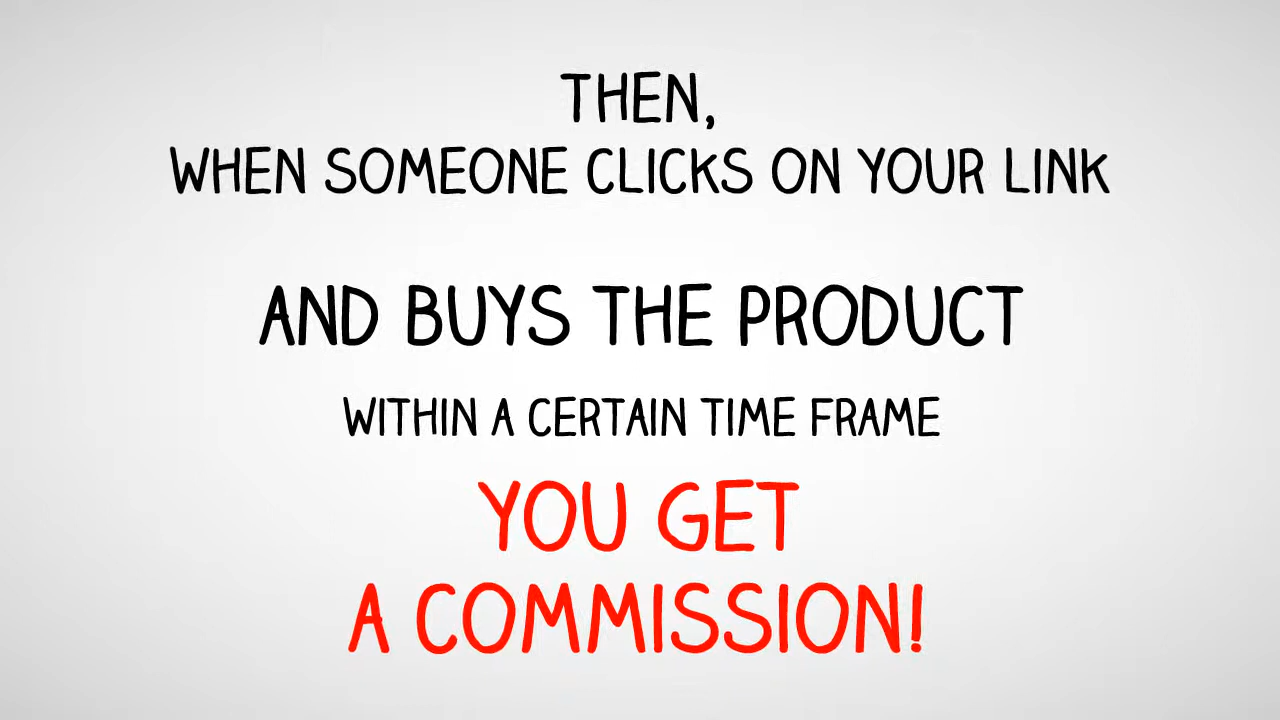 THEN,
WHEN SOMEONE CLICKS ON YOUR LINK
AND BUYS THE PRODUCT
WITHIN A CERTAIN TIME FRAME
YOU GET
A COMMISSION!